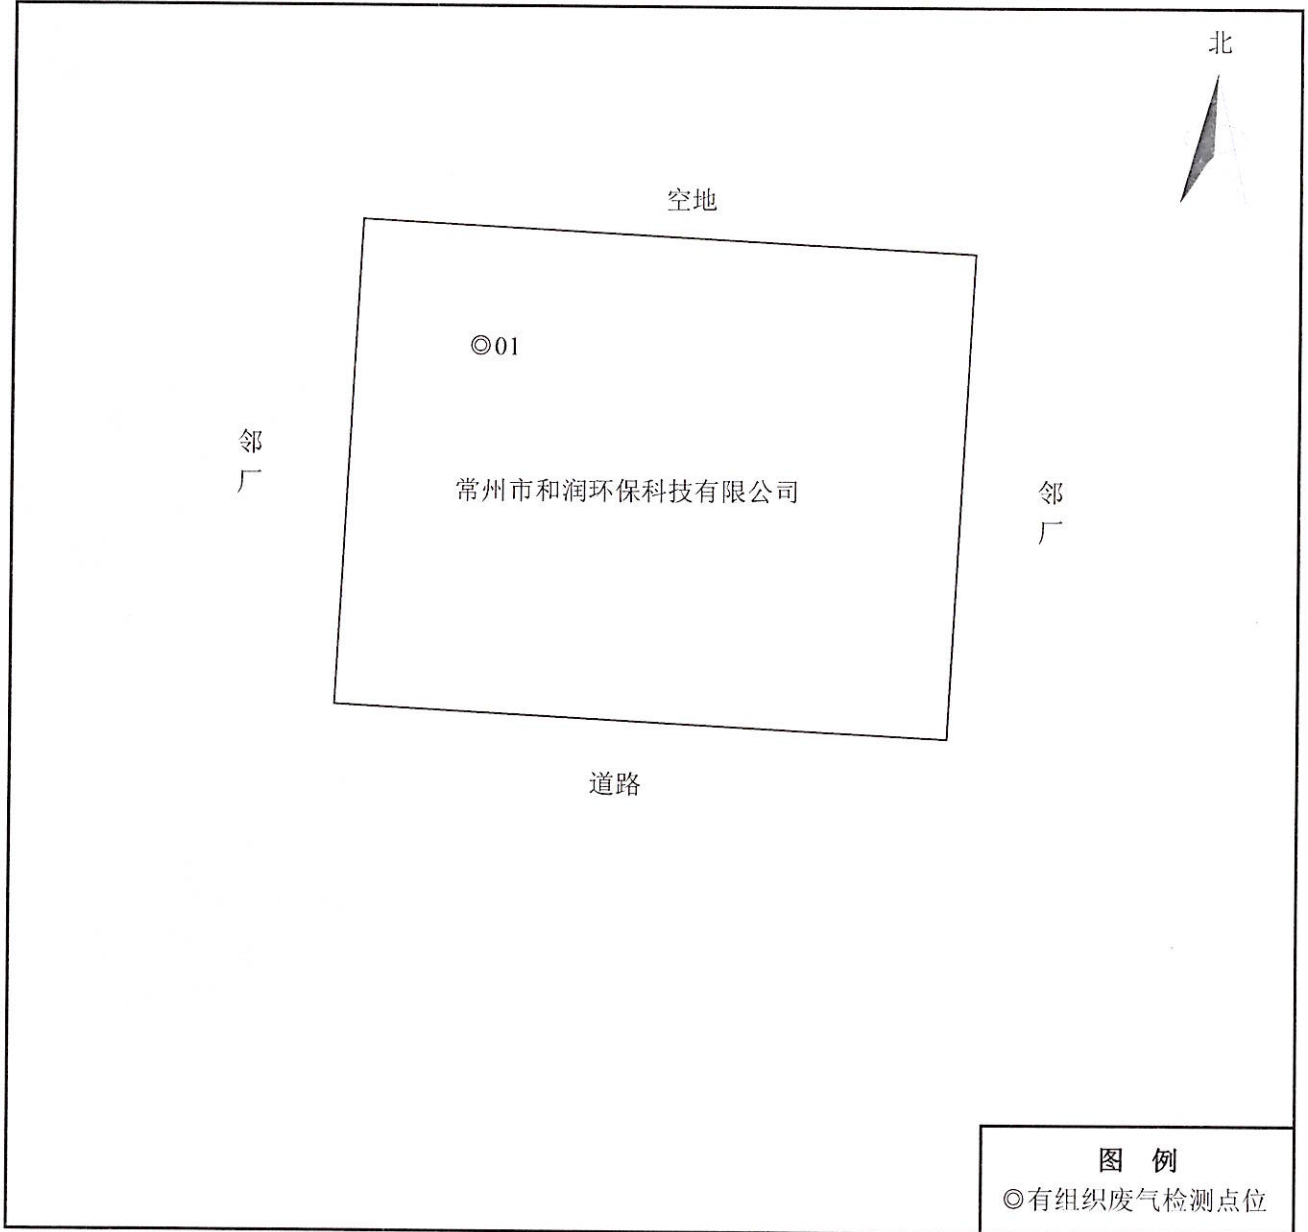 北
空地
◎01
邻
厂
常州市和润环保科技有限公司
邻
厂
道路
图 例
◎有组织废气检测点位